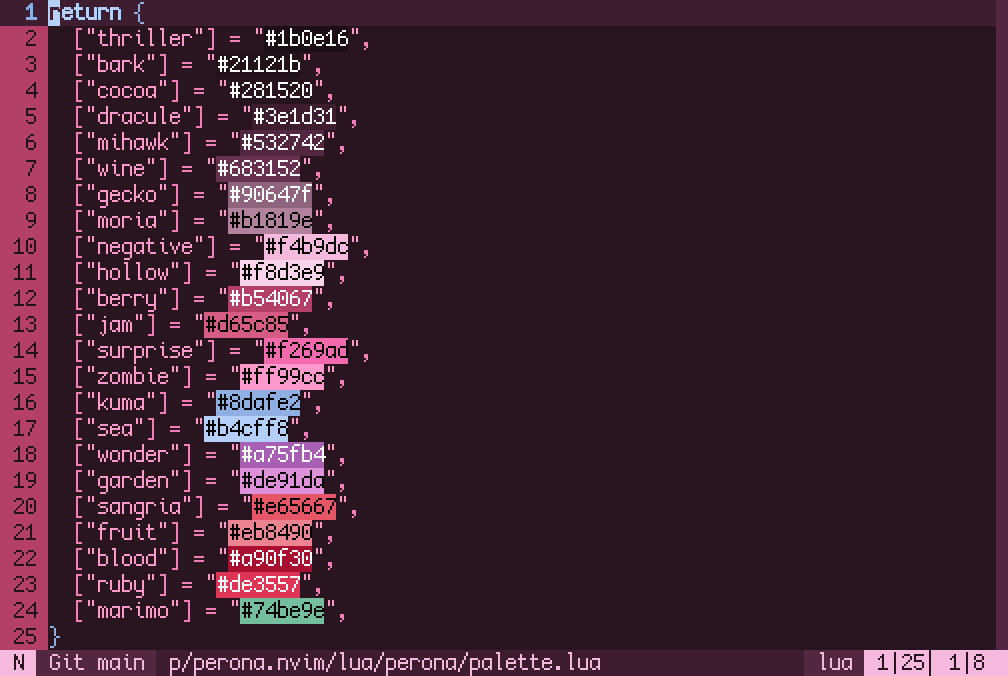 1 return {
2 ["thriller"] = "#1b0e16",
3 ["bark"] = "#21121b",
4 ["cocoa"] = "#281520",
5 ["dracule"] = "#3e1d31",
6 ["mihawk"] = "#532742",
7 ["wine"] = "#683152",
8 ["gecko"] = "#90647f",
9 ["moria"] = "#b1819e",
10 ["negative"] = "#f4b9dc",
11 ["hollow"] = "#f8d3e9",
12 ["berry"] = "#b54067",
13 ["jam"] = "#d65c85",
14 ["surprise"] = "#f269ad",
15 ["zombie"] = "#ff99cc",
16 ["kuma"] = "#8dafe2",
17 ["sea"] = "#b4cff8",
18 ["wonder"] = "#a75fb4",
19 ["garden"] = "#de91da",
20 ["sangria"] = "#e65667",
21 ["fruit"] = "#eb8490",
22 ["blood"] = "#a90f30",
23 ["ruby"] = "#de3557",
24 ["marimo"] = "#74be9e",
25 }
N Git main p/perona.nvim/lua/perona/palette.lua lua 1|25| 1|8